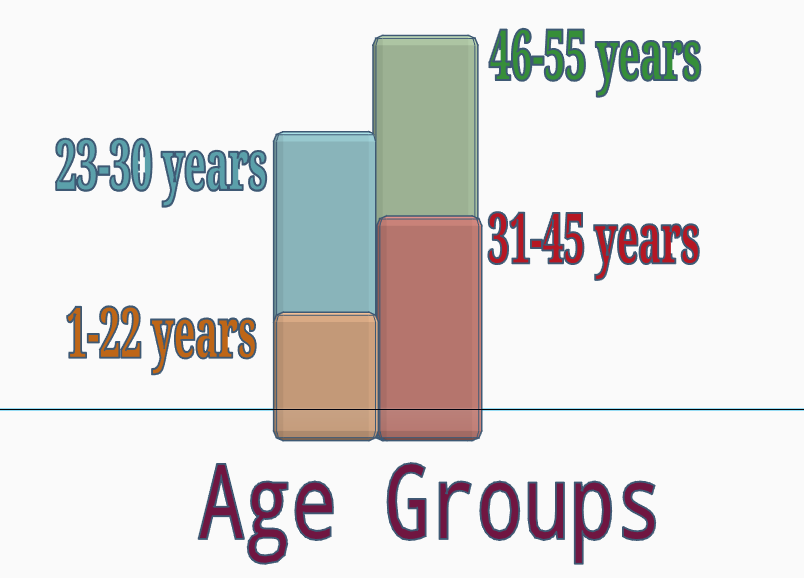 46-55 years
23-30 years
31-45 years
1-22 years
Age Groups